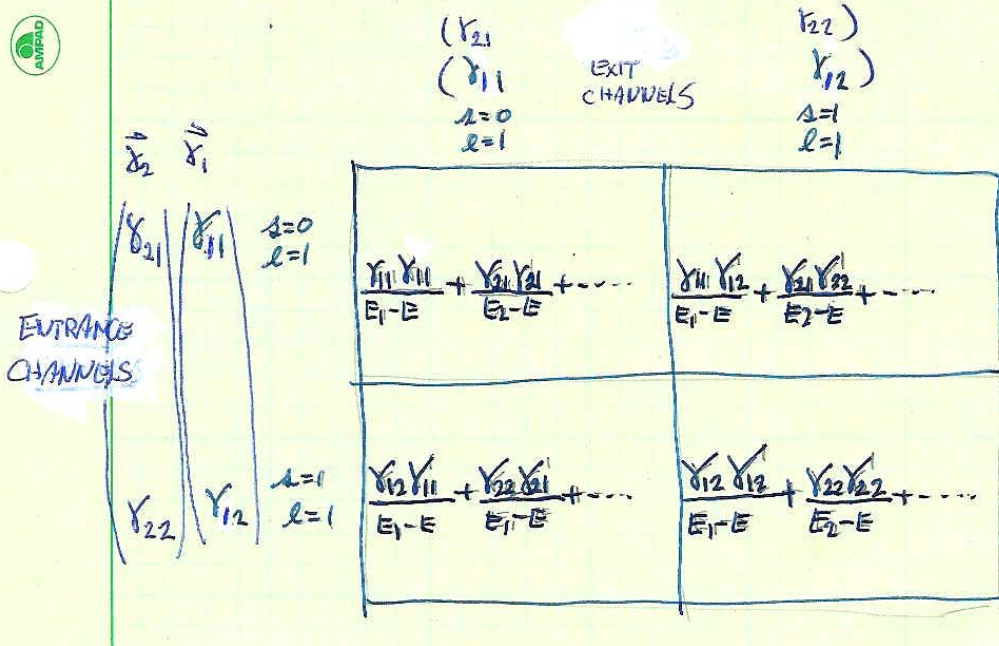 AMPAD
(γ21 γ22)
(γ11 EXIT CHANNELS γ12)
s=0 s=1
l=1 l=1
γ⃗2 γ⃗1
γ21 γ11 s=0
l=1
γ11γ11/E1-E + γ21γ21/E2-E + ---- γ11γ12/E1-E + γ21γ22/E2-E + ----
ENTRANCE
CHANNELS
γ22 γ12 s=1
l=1
γ12γ11/E1-E + γ22γ21/E1-E + ---- γ12γ12/E1-E + γ22γ22/E2-E + ----